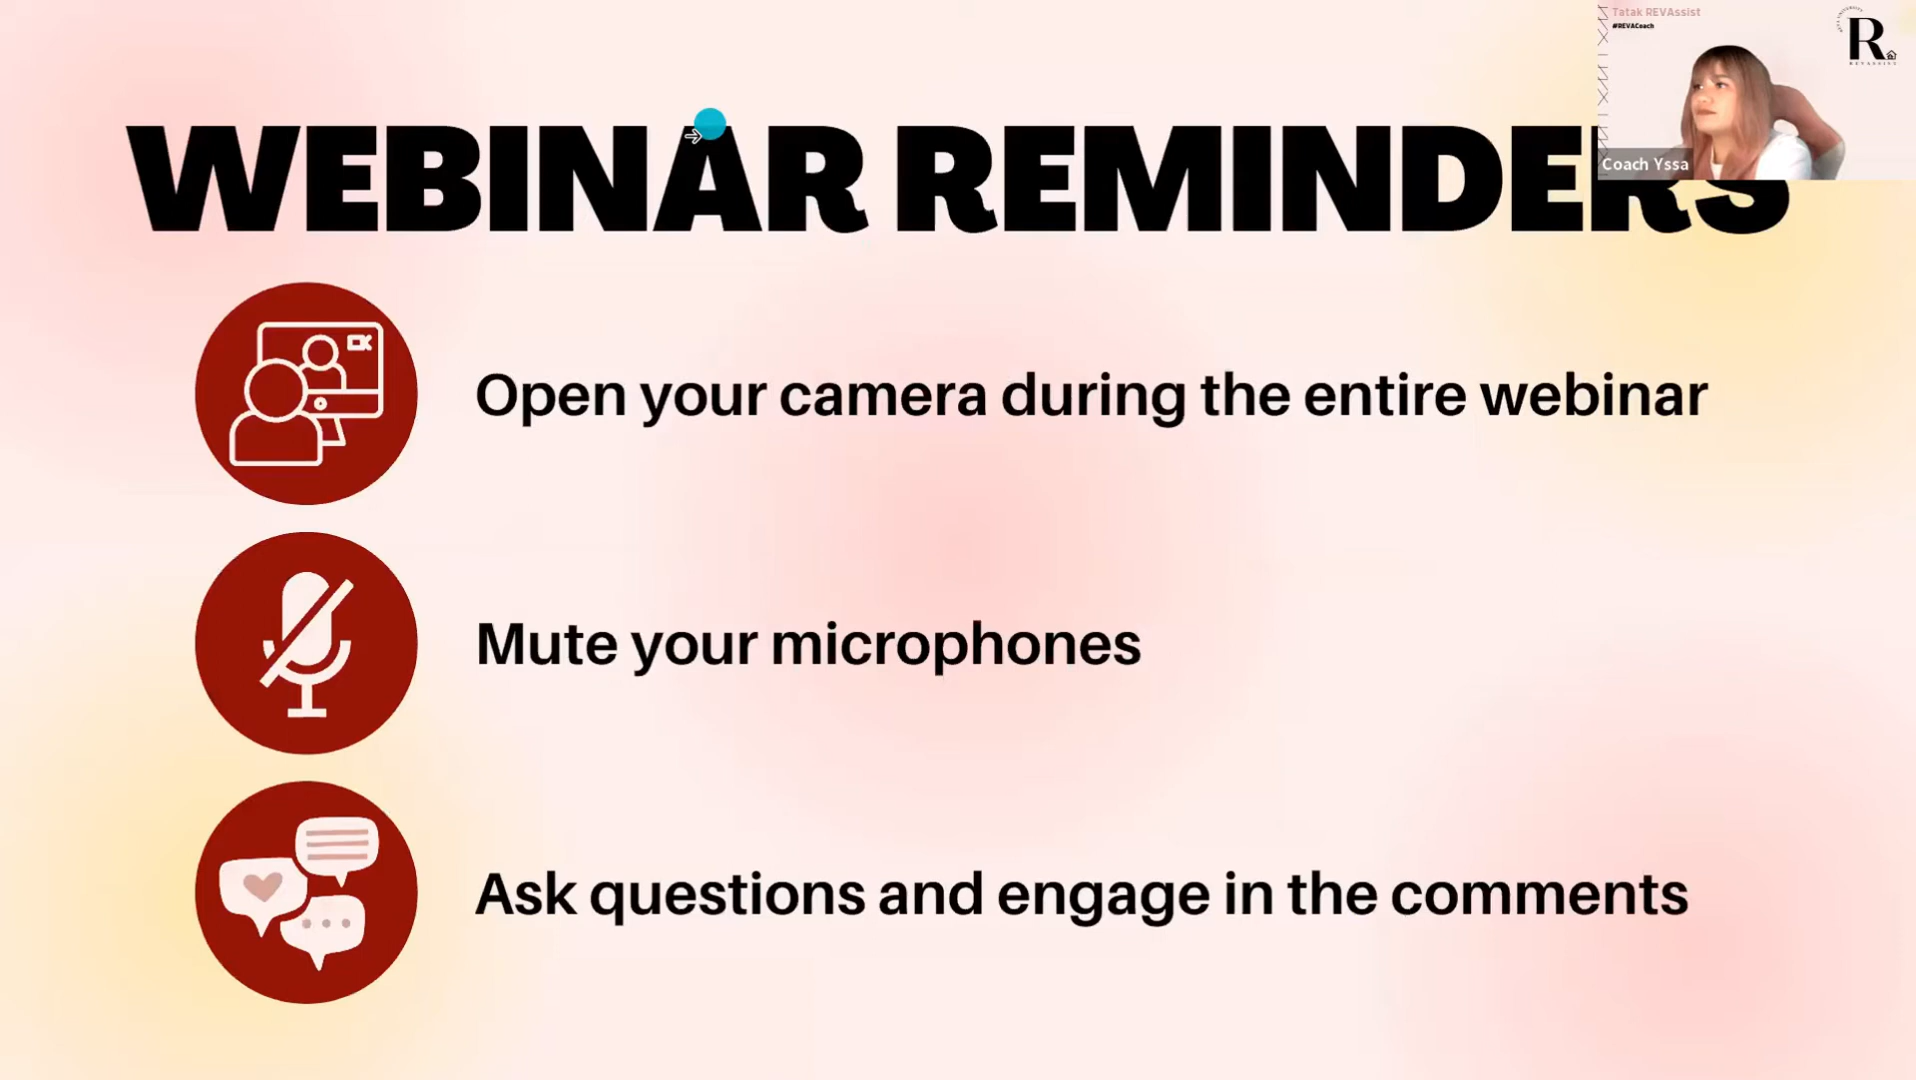 Tatak REVAssist
#REVACoach
R
REVASSIST
Coach Yssa
WEBINAR REMINDERS
Open your camera during the entire webinar
Mute your microphones
Ask questions and engage in the comments